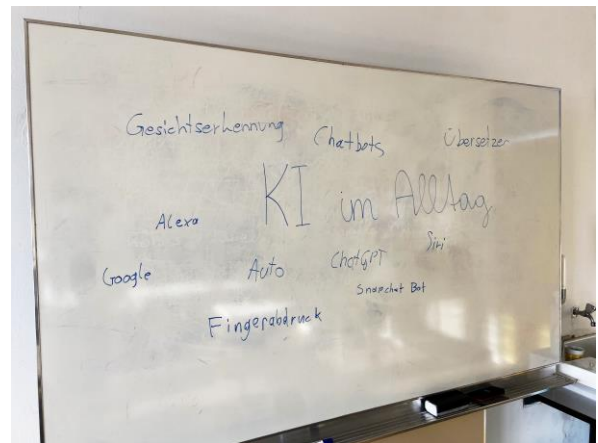 Gesichtserkennung
Chatbots
Übersetzer
KI im Alltag
Alexa
Siri
Google
Auto
ChatGPT
Snapchat Bot
Fingerabdruck